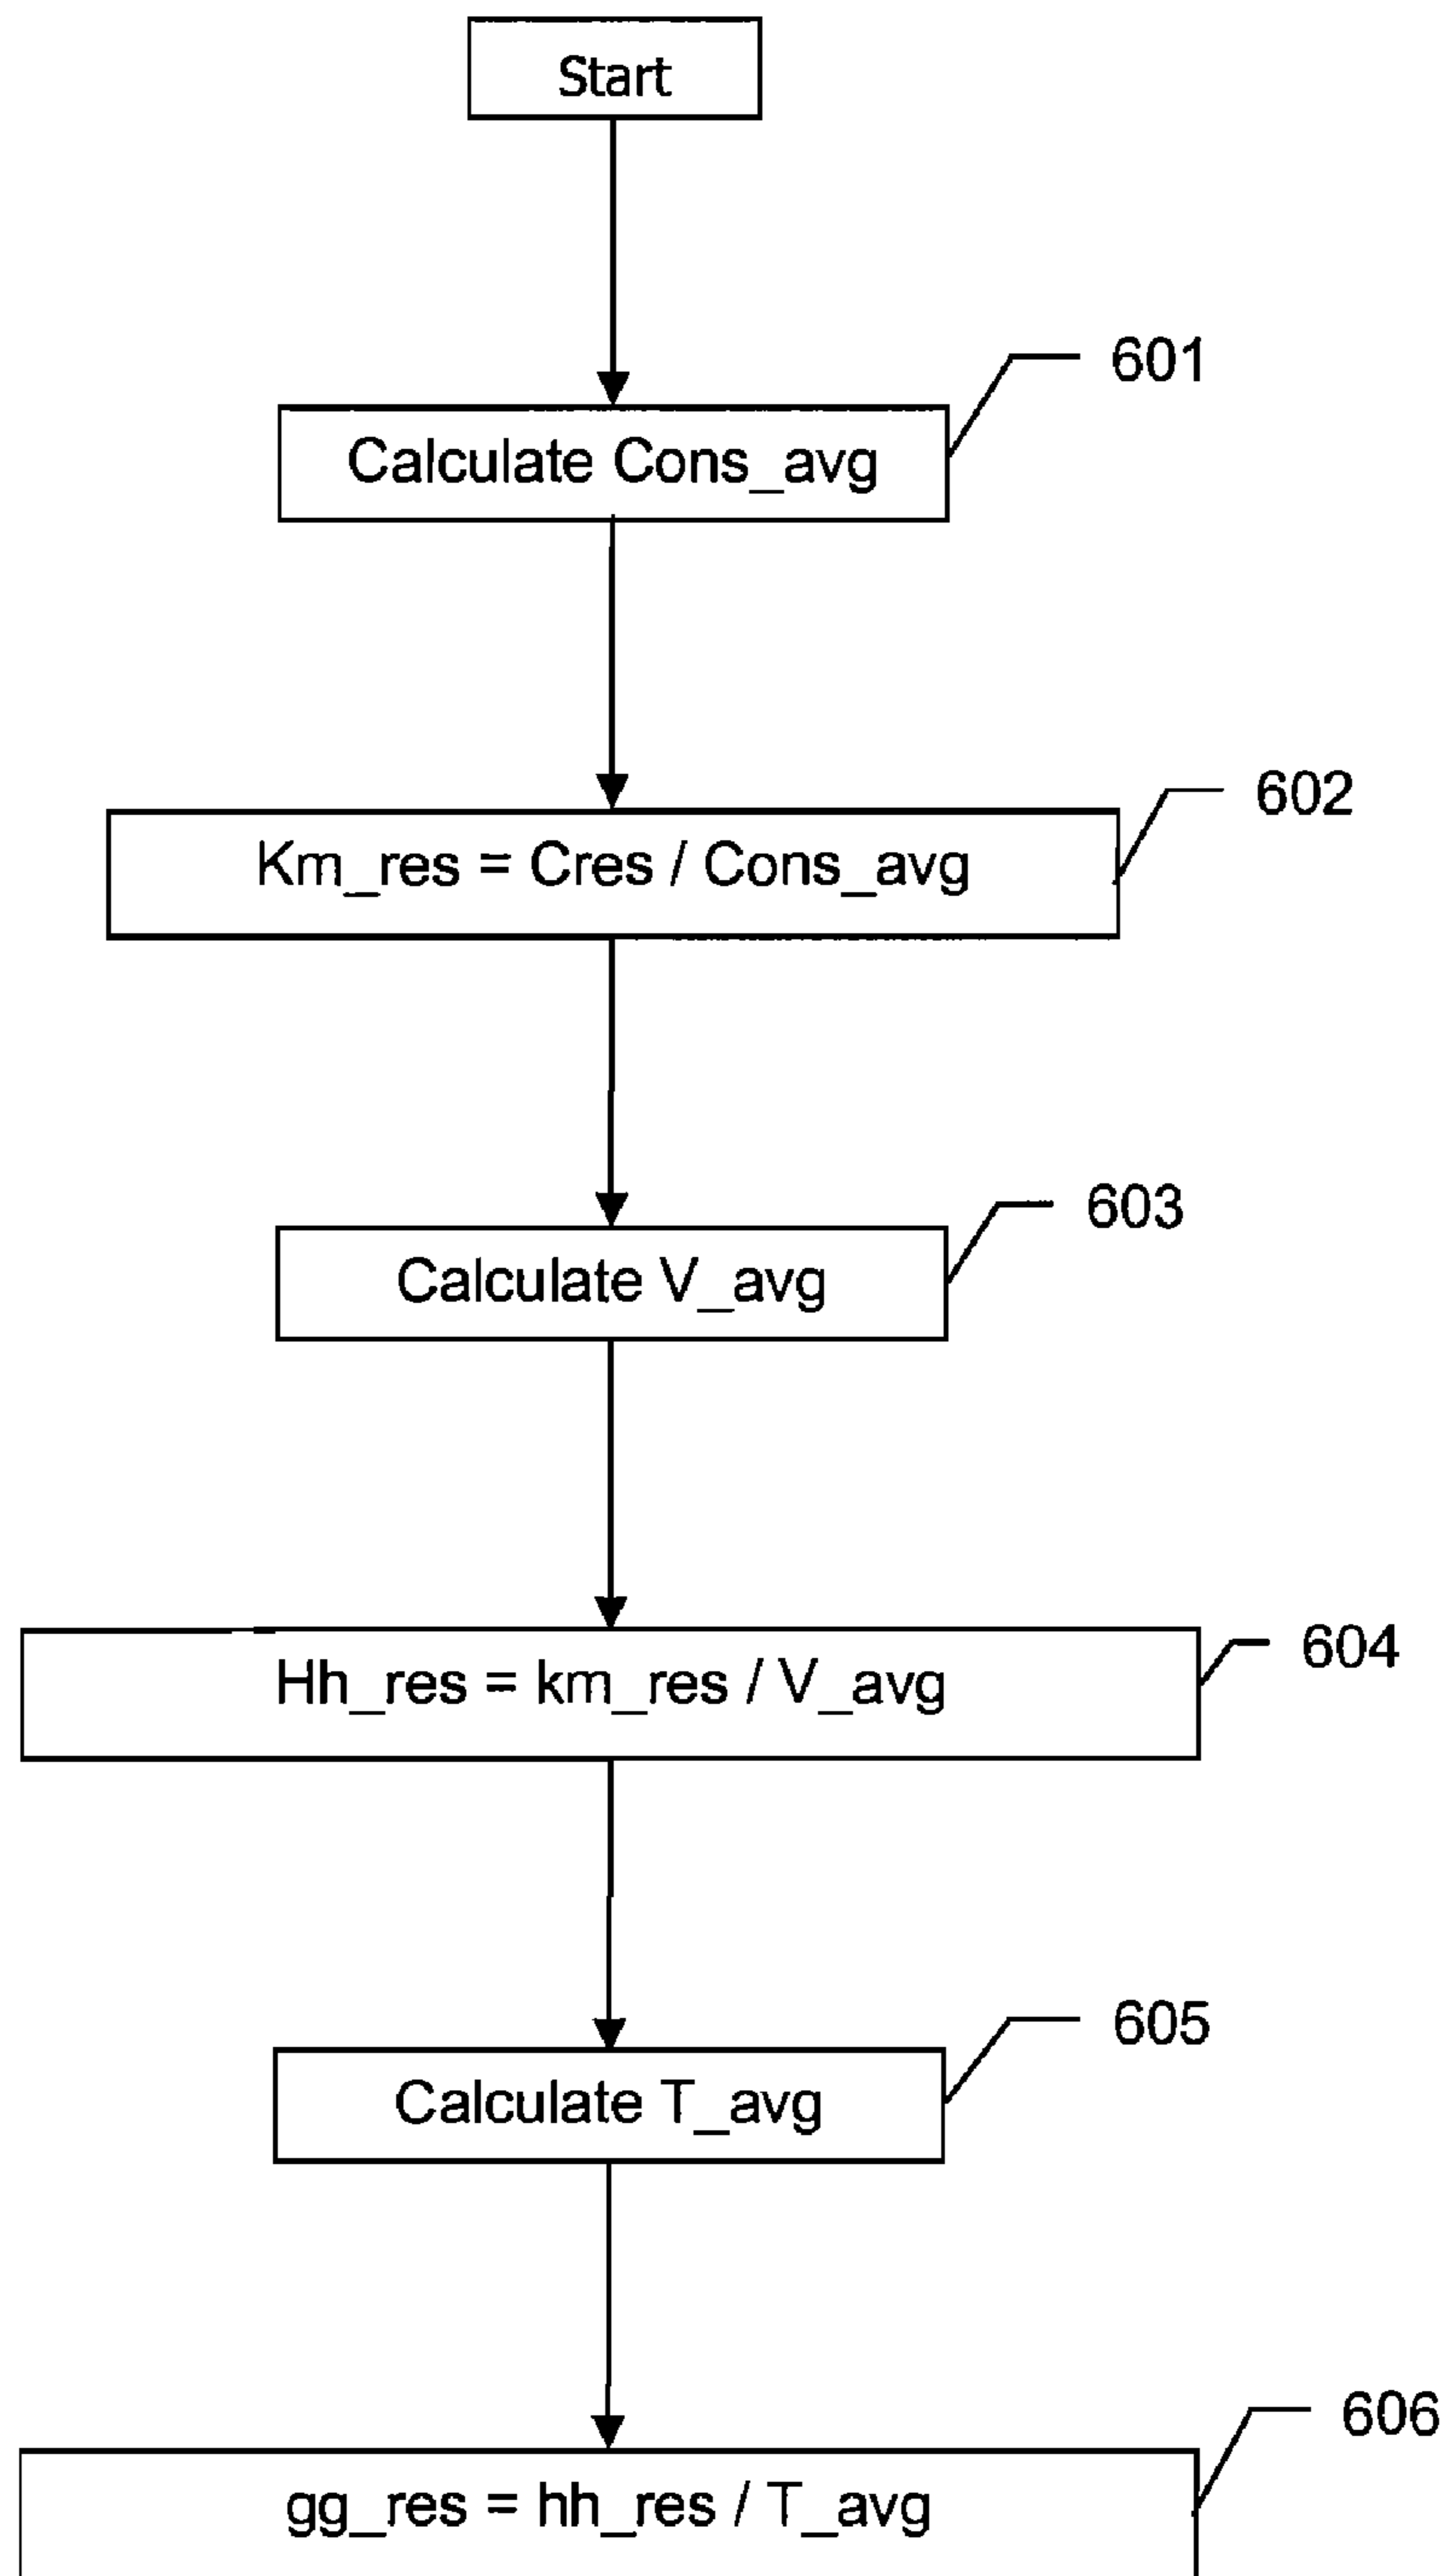 Start
601
Calculate Cons_avg
602
Km_res = Cres / Cons_avg
603
Calculate V_avg
604
Hh_res = km_res / V_avg
605
Calculate T_avg
606
gg_res = hh_res / T_avg